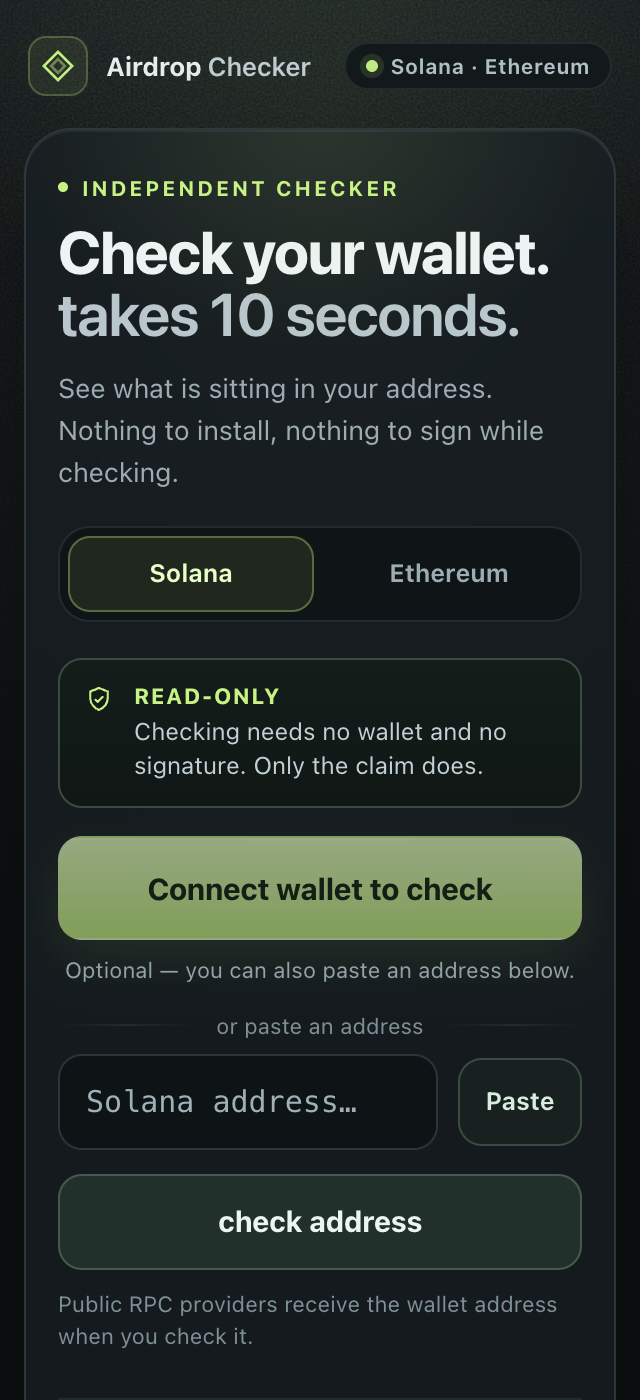 Airdrop Checker
Solana · Ethereum
INDEPENDENT CHECKER
Check your wallet.
takes 10 seconds.
See what is sitting in your address.
Nothing to install, nothing to sign while
checking.
Solana
Ethereum
READ-ONLY
Checking needs no wallet and no
signature. Only the claim does.
Connect wallet to check
Optional — you can also paste an address below.
or paste an address
Solana address…
Paste
check address
Public RPC providers receive the wallet address
when you check it.